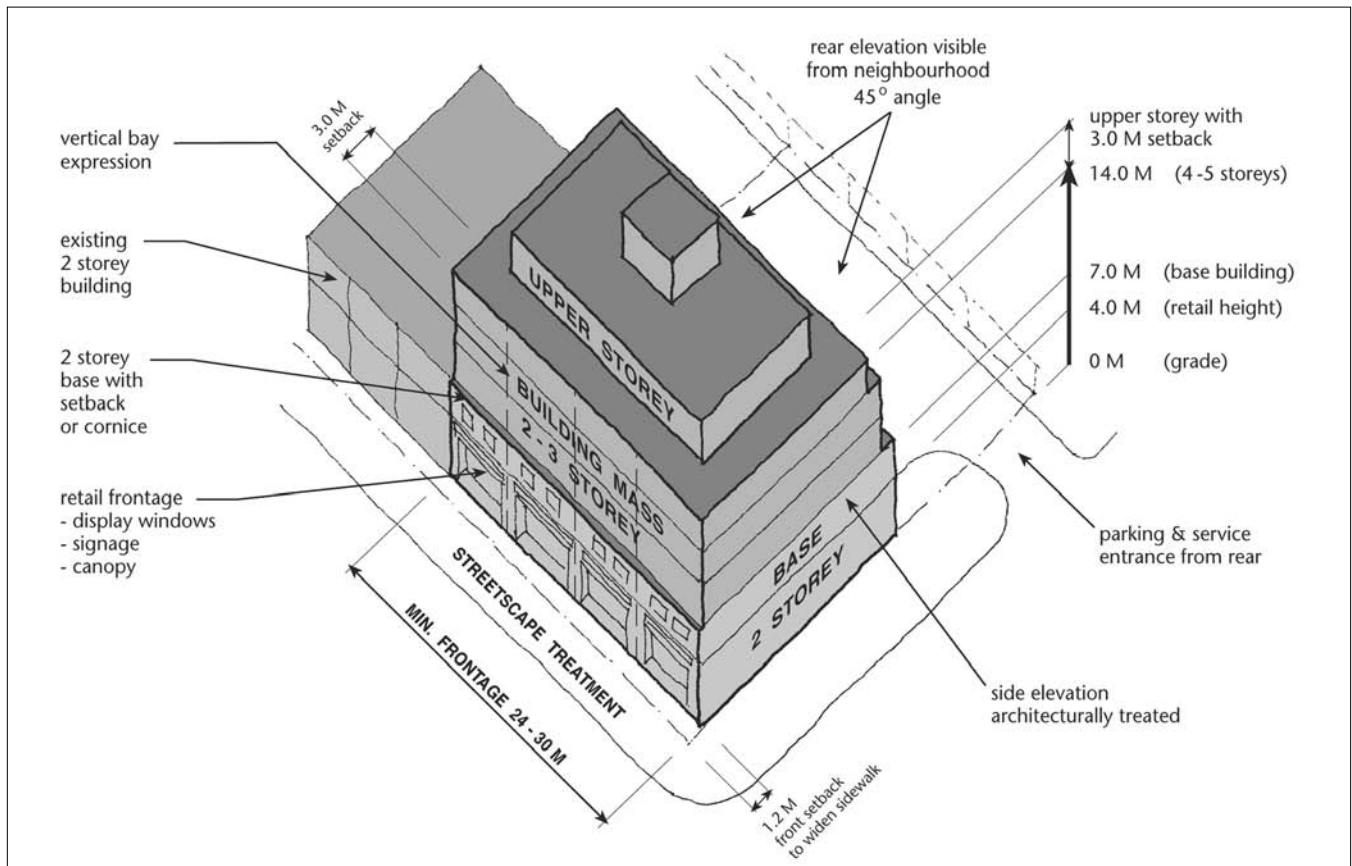 rear elevation visible
from neighbourhood
45° angle
upper storey with
3.0 M setback
14.0 M (4 -5 storeys)
7.0 M (base building)
4.0 M (retail height)
0 M (grade)
3.0 M
setback
vertical bay
expression
existing
2 storey
building
2 storey
base with
setback
or cornice
retail frontage
- display windows
- signage
- canopy
UPPER STOREY
BUILDING MASS
2 - 3 STOREY
BASE
2 STOREY
STREETSCAPE TREATMENT
MIN. FRONTAGE 24 - 30 M
1.2 M
front setback
to widen sidewalk
parking & service
entrance from rear
side elevation
architecturally treated